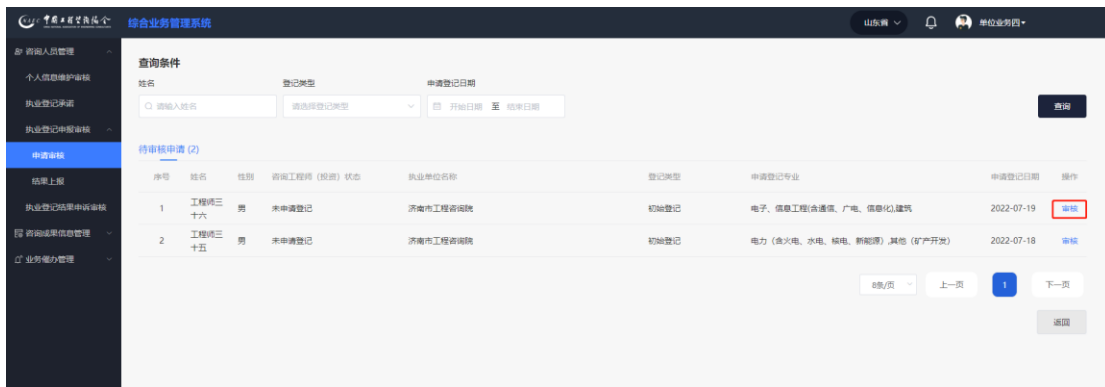 中国工程咨询协会
综合业务管理系统
山东省
单位业务四
咨询人员管理
个人信息维护审核
执业登记承诺
执业登记申报审核
申请审核
结果上报
执业登记结果申诉审核
咨询成果信息管理
业务催办管理
查询条件
姓名 登记类型 申请登记日期
请输入姓名 请选择登记类型 开始日期 至 结束日期 查询
待审核申请 (2)
序号 姓名 性别 咨询工程师（投资）状态 执业单位名称 登记类型 申请登记专业 申请登记日期 操作
1 工程师三十六 男 未申请登记 济南市工程咨询院 初始登记 电子、信息工程(含通信、广电、信息化),建筑 2022-07-19 审核
2 工程师三十五 男 未申请登记 济南市工程咨询院 初始登记 电力（含火电、水电、核电、新能源）,其他（矿产开发） 2022-07-18 审核
8条/页 上一页 1 下一页
返回